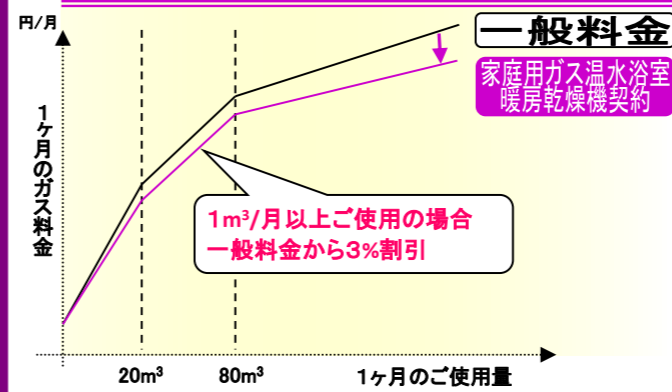 円/月
一般料金
家庭用ガス温水浴室
暖房乾燥機契約
1ヶ月のガス料金
1m³/月以上ご使用の場合
一般料金から3%割引
20m³
80m³
1ヶ月のご使用量